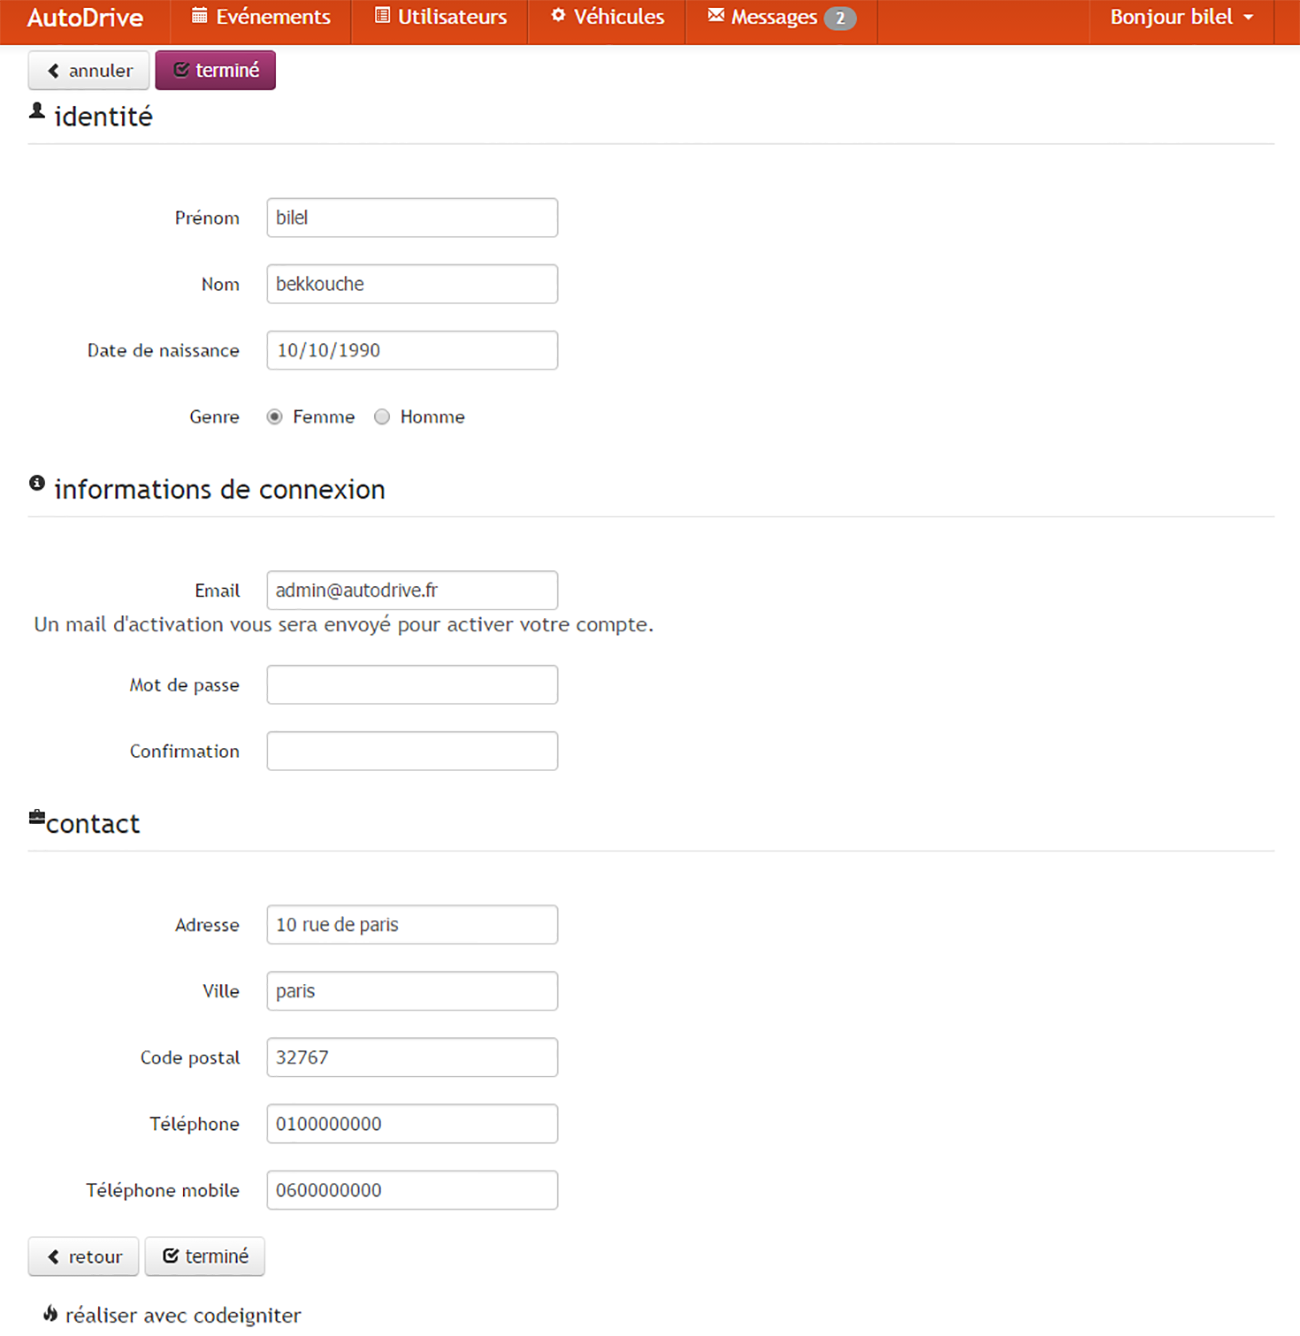 AutoDrive Evénements Utilisateurs Véhicules Messages 2 Bonjour bilel
annuler terminé
identité
Prénom bilel
Nom bekkouche
Date de naissance 10/10/1990
Genre Femme Homme
informations de connexion
Email admin@autodrive.fr
Un mail d'activation vous sera envoyé pour activer votre compte.
Mot de passe
Confirmation
contact
Adresse 10 rue de paris
Ville paris
Code postal 32767
Téléphone 0100000000
Téléphone mobile 0600000000
retour terminé
réaliser avec codeigniter